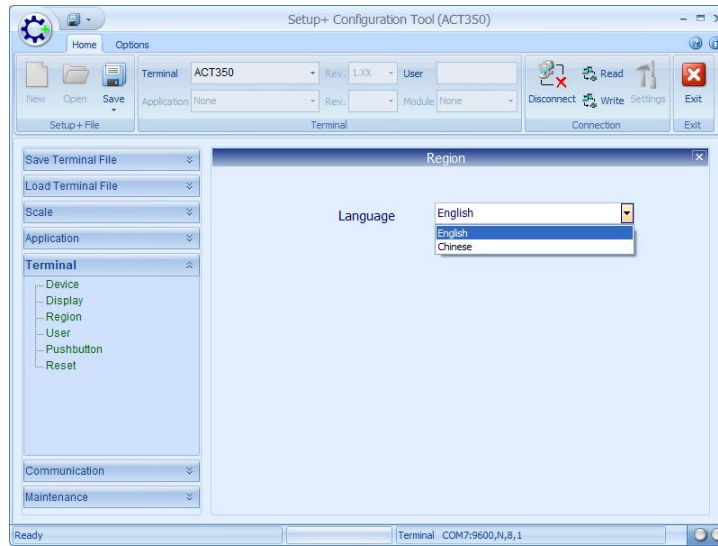 Setup+ Configuration Tool (ACT350)
Home Options
Terminal ACT350 Rev. 1.XX User
Application None Rev. Module None
New Open Save
Disconnect Read Write Settings
Exit
Setup+ File Terminal Connection Exit
Save Terminal File
Load Terminal File
Scale
Application
Terminal
Device
Display
Region
User
Pushbutton
Reset
Communication
Maintenance
Region
Language English
English
Chinese
Ready Terminal COM7:9600,N,8,1